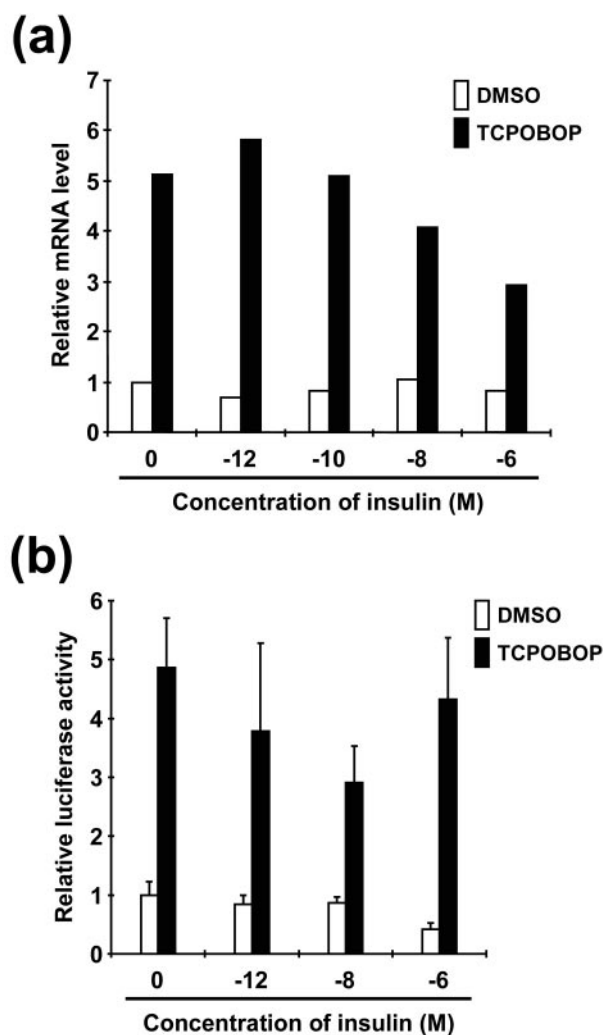 (a)
7
6
5
4
3
2
1
0
Relative mRNA level
DMSO
TCPOBOP
0 -12 -10 -8 -6
Concentration of insulin (M)
(b)
6
5
4
3
2
1
0
Relative luciferase activity
DMSO
TCPOBOP
0 -12 -8 -6
Concentration of insulin (M)